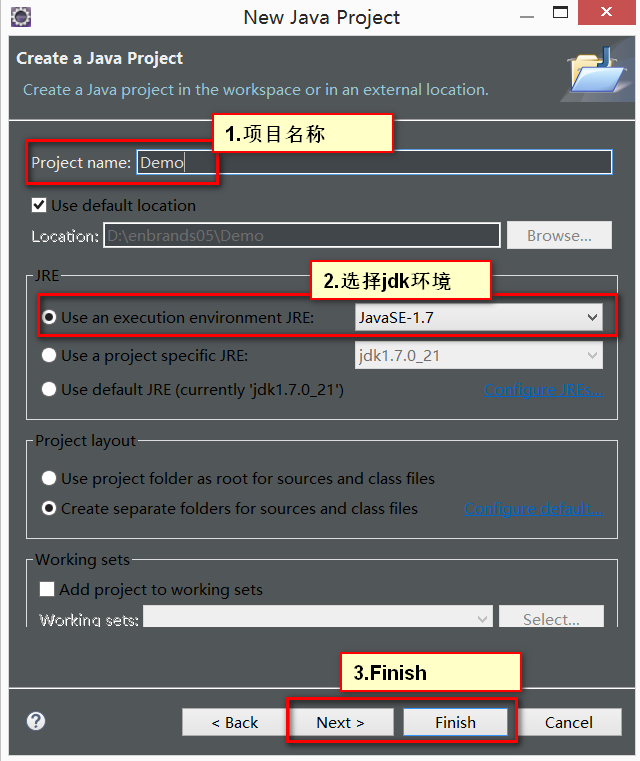 New Java Project
Create a Java Project
Create a Java project in the workspace or in an external location.
1.项目名称
Project name: Demo
Use default location
Location: D:\enbrands05\Demo Browse...
JRE
2.选择jdk环境
Use an execution environment JRE: JavaSE-1.7
Use a project specific JRE: jdk1.7.0_21
Use default JRE (currently 'jdk1.7.0_21') Configure JREs...
Project layout
Use project folder as root for sources and class files
Create separate folders for sources and class files Configure default...
Working sets
Add project to working sets
Working sets: Select...
3.Finish
? < Back Next > Finish Cancel